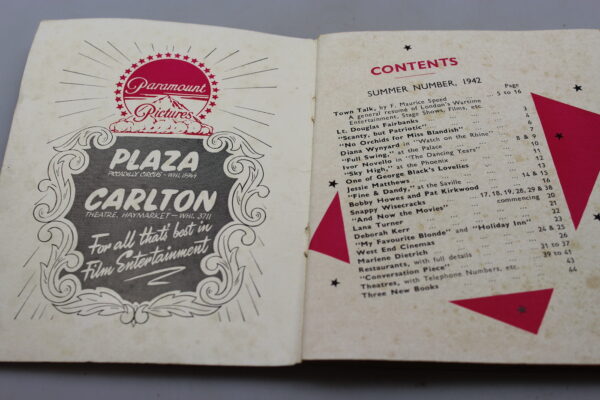 Paramount
Pictures
PLAZA
PICCADILLY CIRCUS - WHI. 8944
CARLTON
THEATRE, HAYMARKET - WHI. 3711
For all that's best in
Film Entertainment
CONTENTS
SUMMER NUMBER, 1942
Page
Town Talk, by F. Maurice Speed ... 5 to 16
A general resumé of London's Wartime
Entertainment, Stage Shows, Films, etc.
Lt. Douglas Fairbanks ... 3
"Scanty, but Patriotic" ... 4
"No Orchids for Miss Blandish" ... 6
Diana Wynyard in "Watch on the Rhine" 7
"Full Swing," at the Palace ... 8 & 9
Ivor Novello in "The Dancing Years" ... 10
"Sky High," at the Phoenix ... 11
One of George Black's Lovelies ... 12
Jessie Matthews ... 13
"Fine & Dandy," at the Saville ... 14 & 15
Bobby Howes and Pat Kirkwood ... 16
Snappy Wisecracks ... 17, 18, 19, 28, 29 & 38
"And Now the Movies" ... commencing 20
Lana Turner ... 21
Deborah Kerr ... 22
"My Favourite Blonde" and "Holiday Inn" 23
West End Cinemas ... 24 & 25
Marlene Dietrich ... 26
Restaurants, with full details ... 31 to 37
"Conversation Piece" ... 39 to 41
Theatres, with Telephone Numbers, etc. 43
Three New Books ... 44